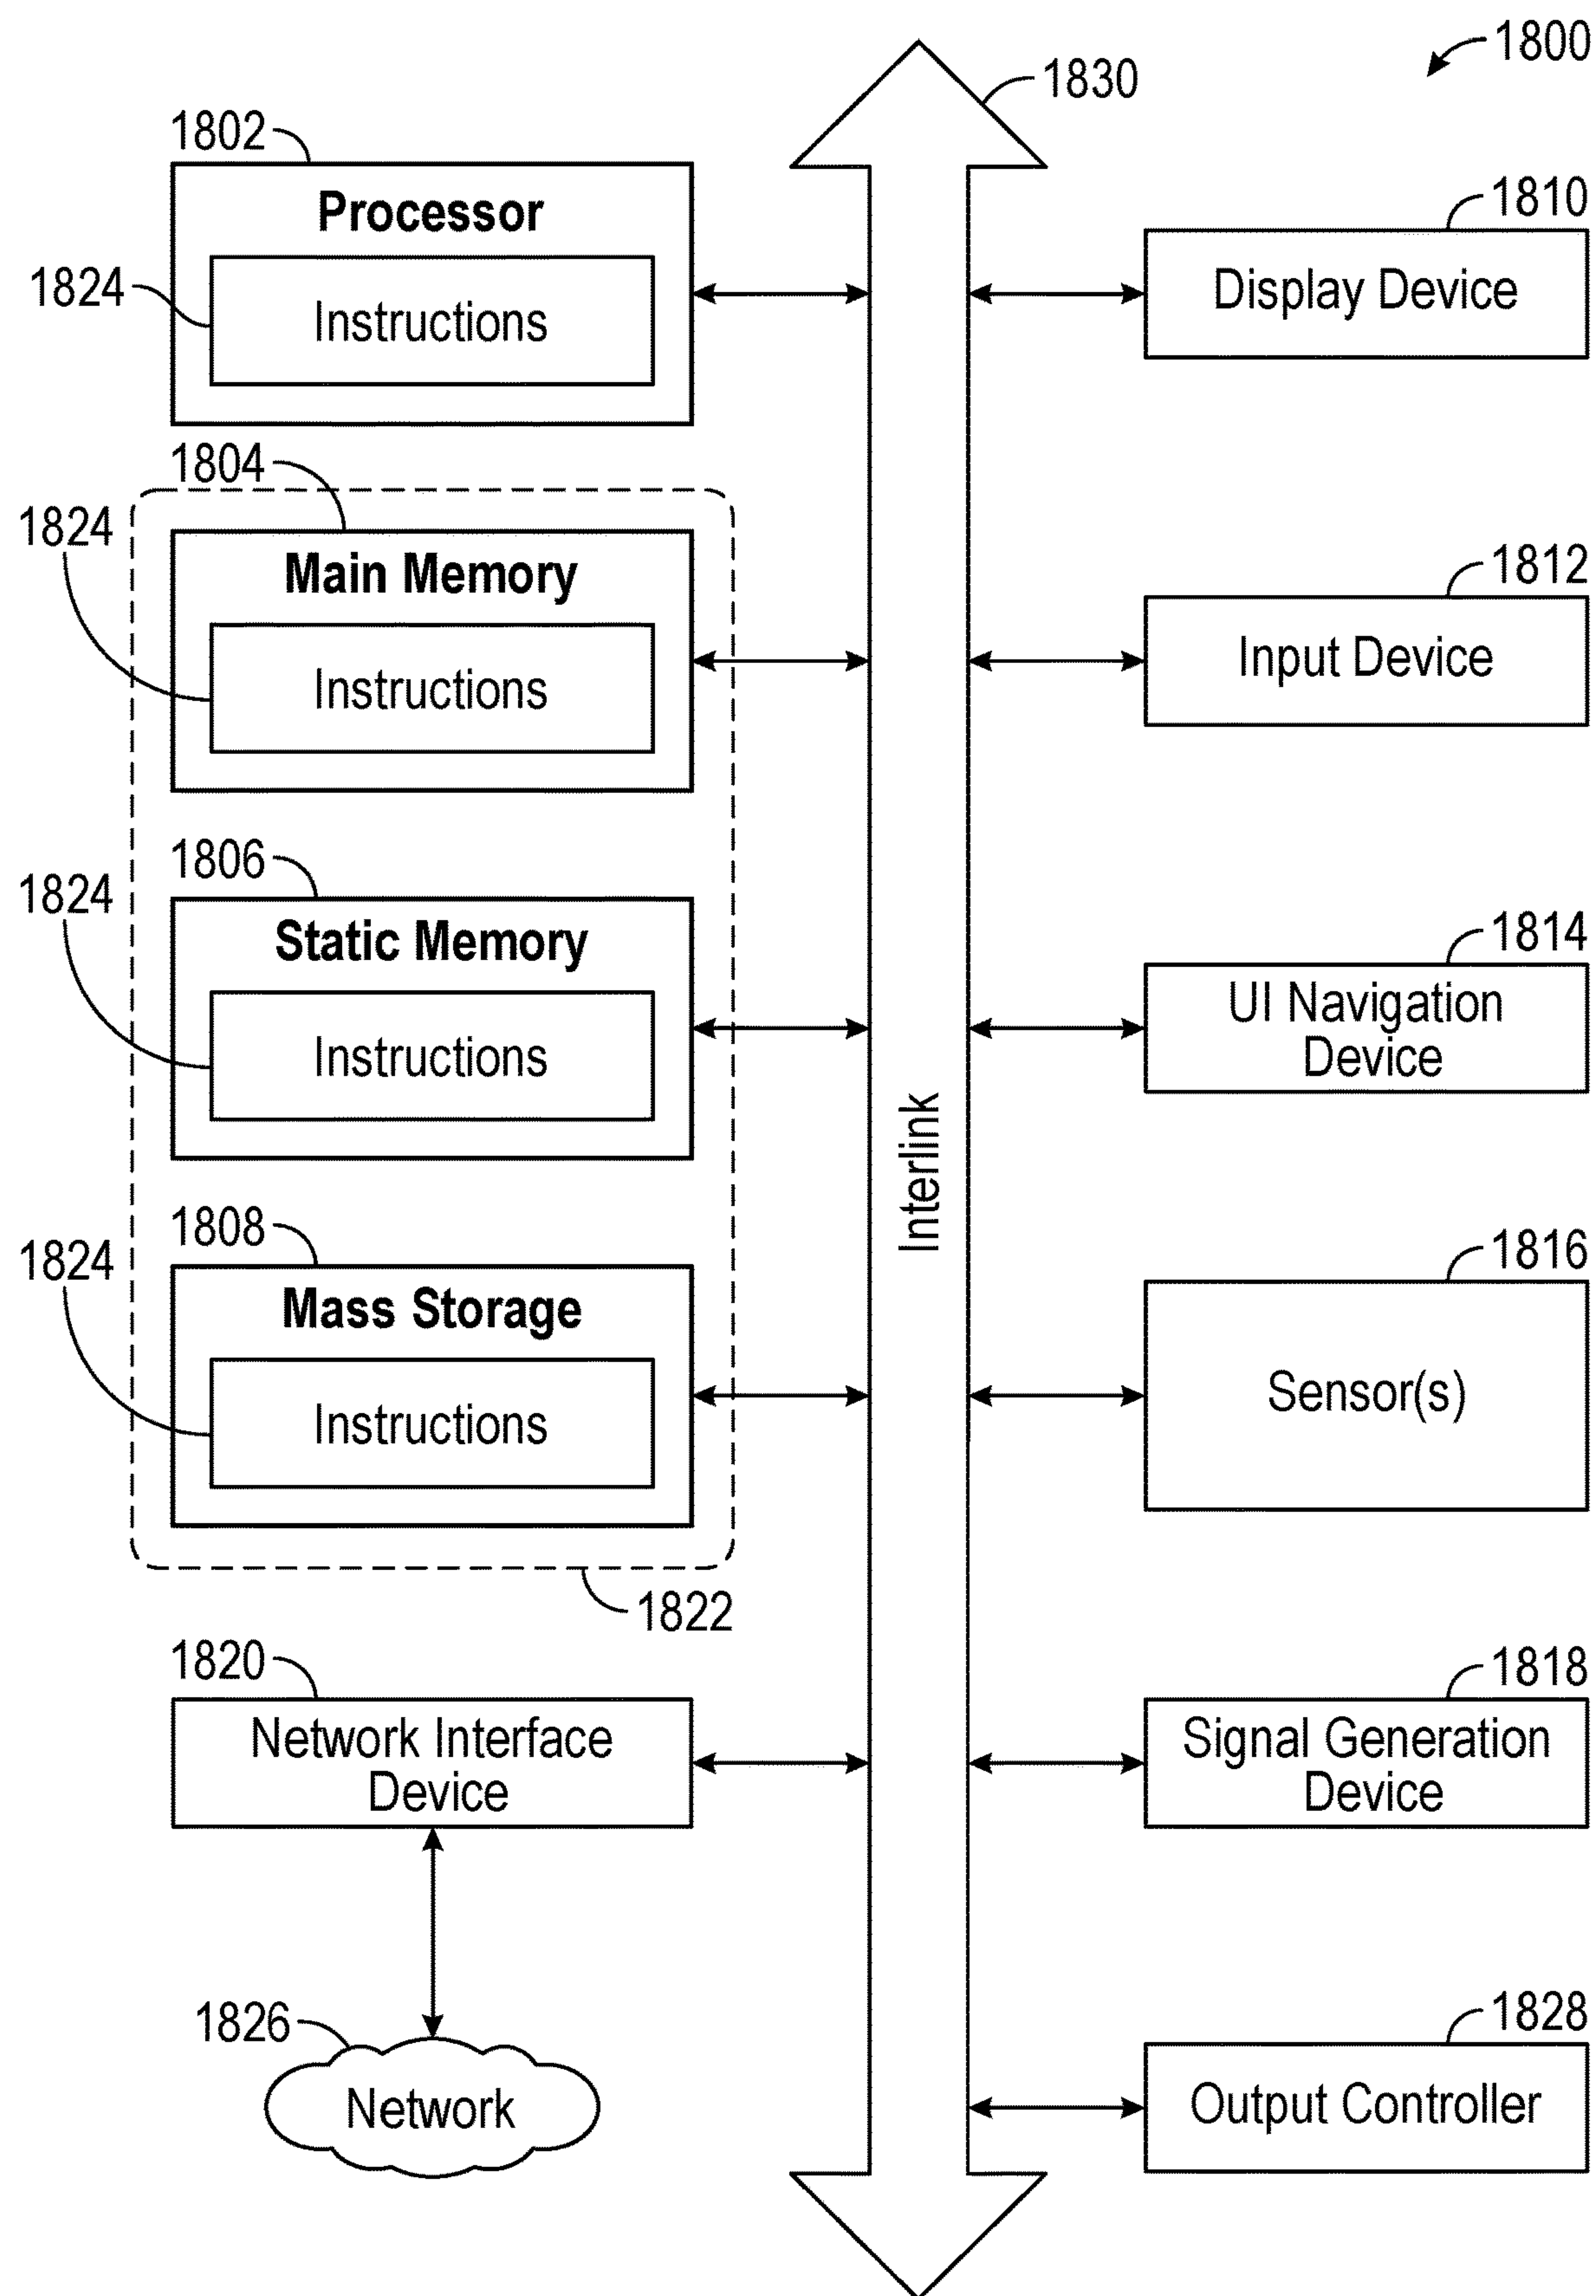 1800
1830
1802
Processor
1824
Instructions
1810
Display Device
1804
1824
Main Memory
Instructions
1812
Input Device
1806
1824
Static Memory
Instructions
1814
UI Navigation
Device
Interlink
1808
1824
Mass Storage
Instructions
1816
Sensor(s)
1822
1820
Network Interface
Device
1818
Signal Generation
Device
1826
Network
1828
Output Controller